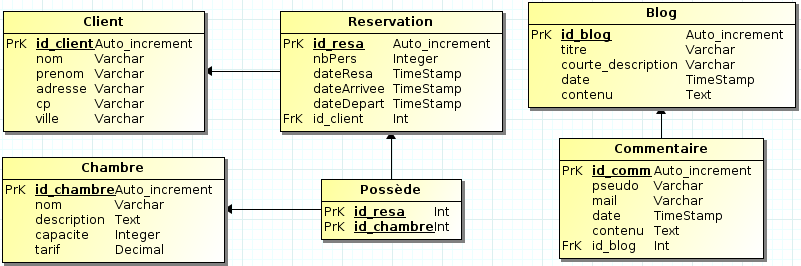 Client
PrK id_client Auto_increment
nom Varchar
prenom Varchar
adresse Varchar
cp Varchar
ville Varchar
Reservation
PrK id_resa Auto_increment
nbPers Integer
dateResa TimeStamp
dateArrivee TimeStamp
dateDepart TimeStamp
FrK id_client Int
Blog
PrK id_blog Auto_increment
titre Varchar
courte_description Varchar
date TimeStamp
contenu Text
Chambre
PrK id_chambre Auto_increment
nom Varchar
description Text
capacite Integer
tarif Decimal
Possède
PrK id_resa Int
PrK id_chambre Int
Commentaire
PrK id_comm Auto_increment
pseudo Varchar
mail Varchar
date TimeStamp
contenu Text
FrK id_blog Int